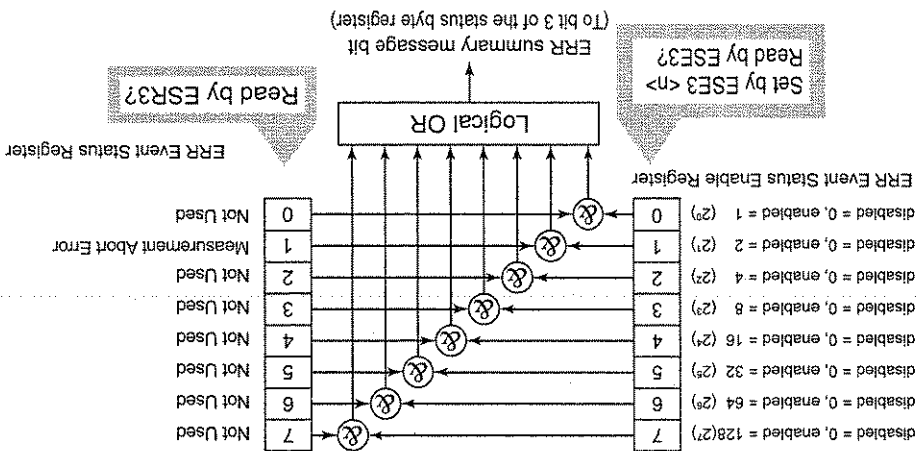 disabled = 0, enabled = 128(2⁷) 7 & 7 Not Used
disabled = 0, enabled = 64 (2⁶) 6 & 6 Not Used
disabled = 0, enabled = 32 (2⁵) 5 & 5 Not Used
disabled = 0, enabled = 16 (2⁴) 4 & 4 Not Used
disabled = 0, enabled = 8 (2³) 3 & 3 Not Used
disabled = 0, enabled = 4 (2²) 2 & 2 Not Used
disabled = 0, enabled = 2 (2¹) 1 & 1 Measurement Abort Error
disabled = 0, enabled = 1 (2⁰) 0 & 0 Not Used
ERR Event Status Enable Register
ERR Event Status Register
Logical OR
Set by ESE3 <n>
Read by ESE3?
Read by ESR3?
ERR summary message bit
(To bit 3 of the status byte register)